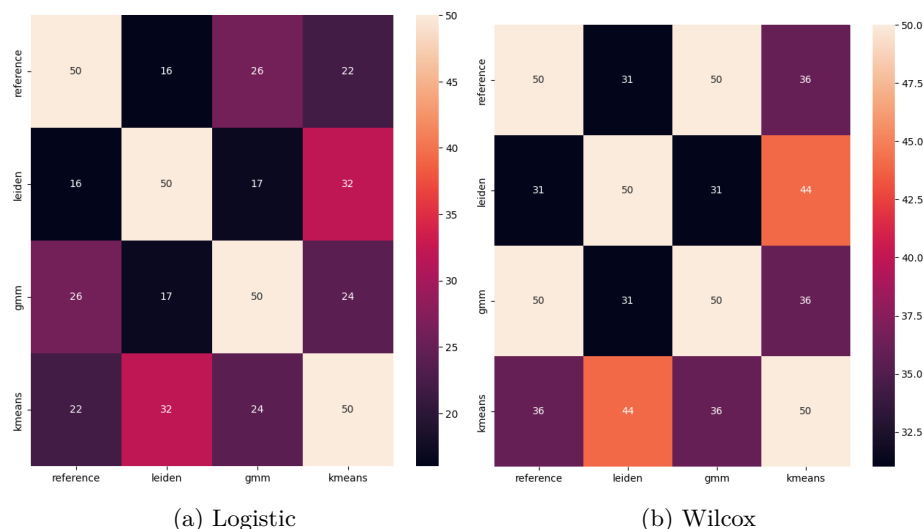 50
45
40
35
30
25
20
reference
50 16 26 22
leiden
16 50 17 32
gmm
26 17 50 24
kmeans
22 32 24 50
reference leiden gmm kmeans
(a) Logistic
50.0
47.5
45.0
42.5
40.0
37.5
35.0
32.5
reference
50 31 50 36
leiden
31 50 31 44
gmm
50 31 50 36
kmeans
36 44 36 50
reference leiden gmm kmeans
(b) Wilcox